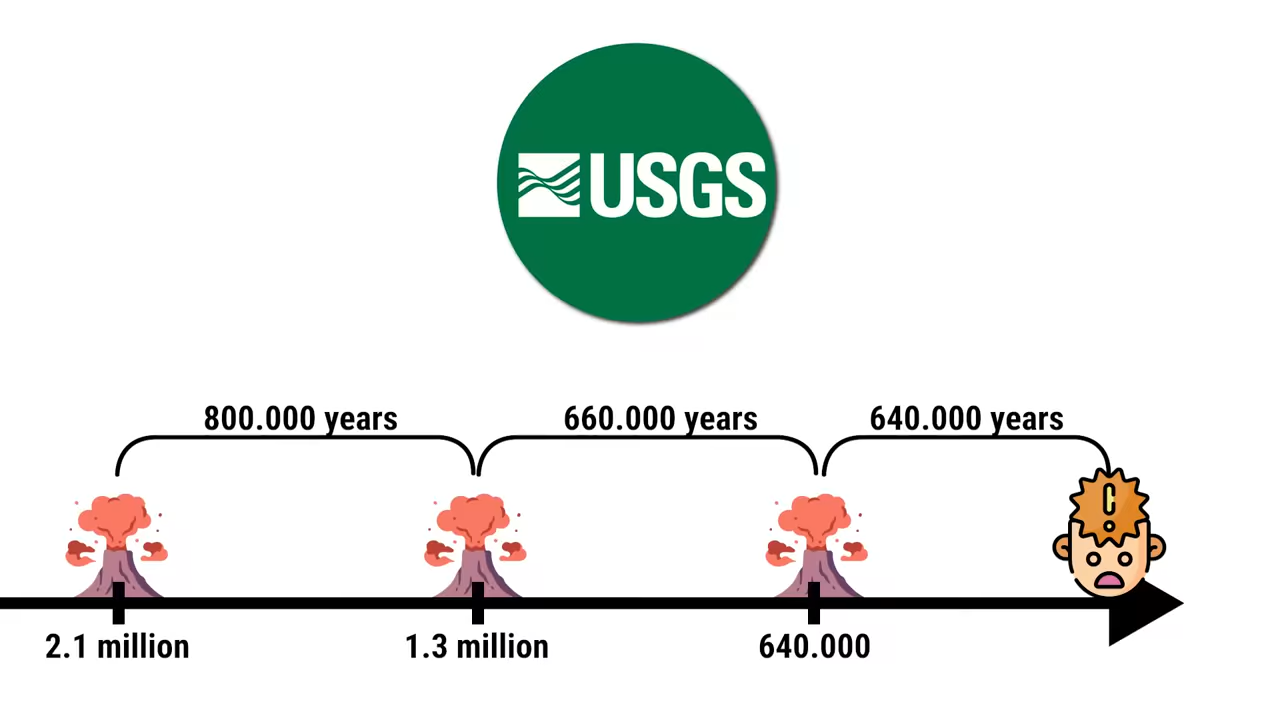 USGS
800.000 years
660.000 years
640.000 years
2.1 million
1.3 million
640.000